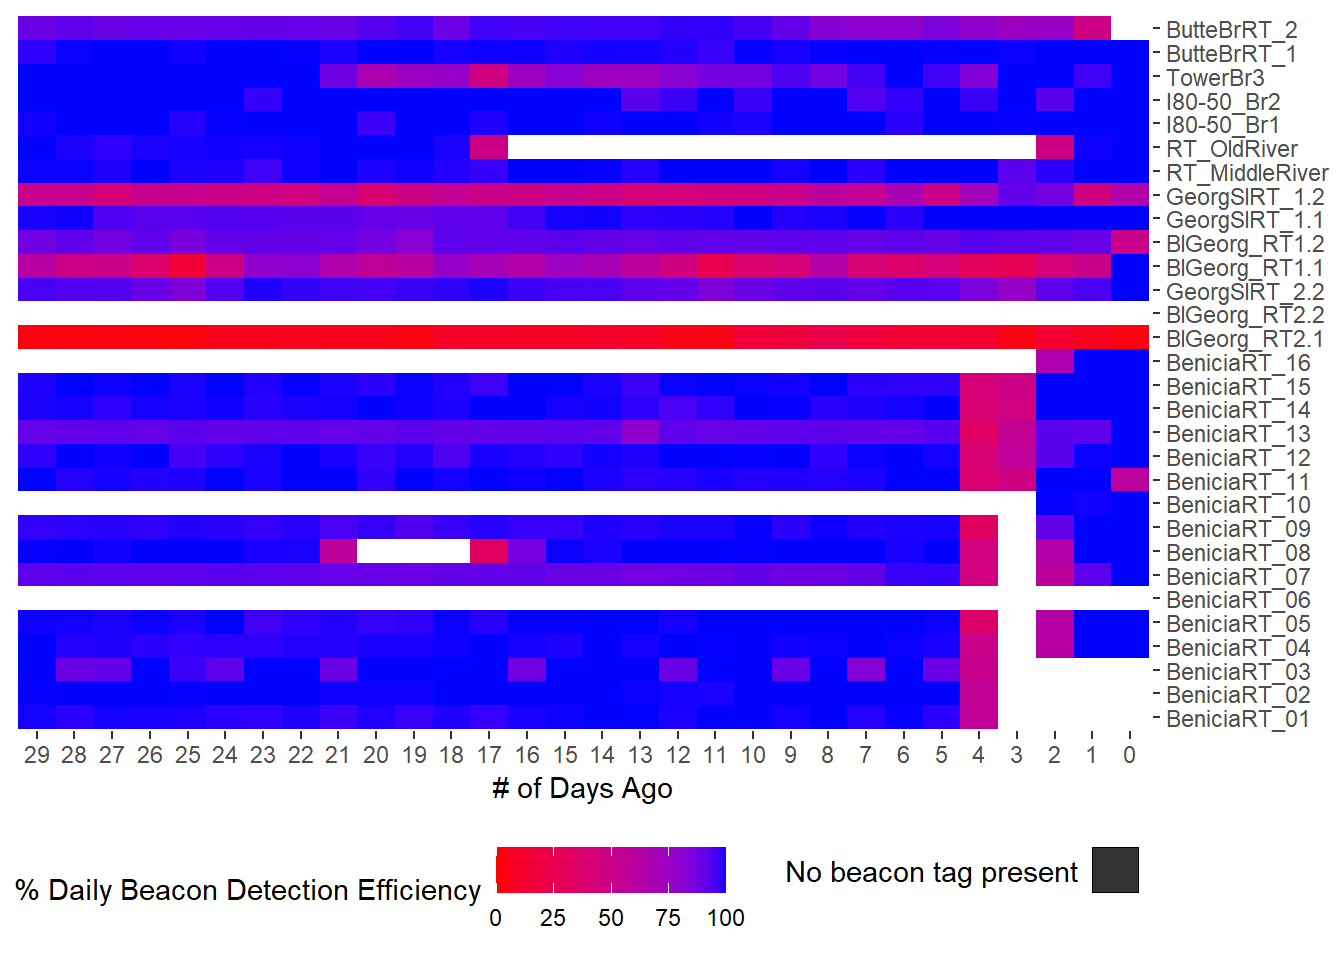 ButteBrRT_2
ButteBrRT_1
TowerBr3
I80-50_Br2
I80-50_Br1
RT_OldRiver
RT_MiddleRiver
GeorgSlRT_1.2
GeorgSlRT_1.1
BlGeorg_RT1.2
BlGeorg_RT1.1
GeorgSlRT_2.2
BlGeorg_RT2.2
BlGeorg_RT2.1
BeniciaRT_16
BeniciaRT_15
BeniciaRT_14
BeniciaRT_13
BeniciaRT_12
BeniciaRT_11
BeniciaRT_10
BeniciaRT_09
BeniciaRT_08
BeniciaRT_07
BeniciaRT_06
BeniciaRT_05
BeniciaRT_04
BeniciaRT_03
BeniciaRT_02
BeniciaRT_01
29 28 27 26 25 24 23 22 21 20 19 18 17 16 15 14 13 12 11 10 9 8 7 6 5 4 3 2 1 0
# of Days Ago
% Daily Beacon Detection Efficiency
0 25 50 75 100
No beacon tag present